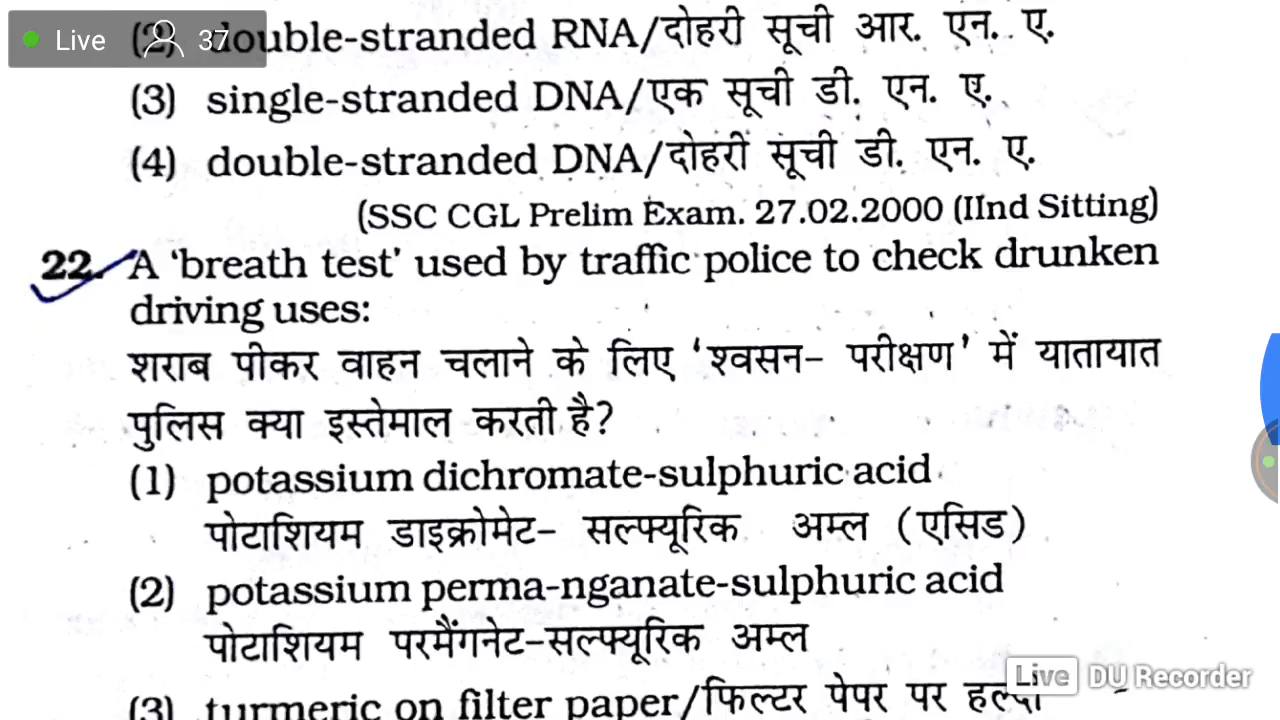 Live 37
(2) double-stranded RNA/दोहरी सूची आर. एन. ए.
(3) single-stranded DNA/एक सूची डी. एन. ए.
(4) double-stranded DNA/दोहरी सूची डी. एन. ए.
(SSC CGL Prelim Exam. 27.02.2000 (IInd Sitting)
22. A ‘breath test’ used by traffic police to check drunken
driving uses:
शराब पीकर वाहन चलाने के लिए ‘श्वसन- परीक्षण’ में यातायात
पुलिस क्या इस्तेमाल करती है?
(1) potassium dichromate-sulphuric acid
पोटाशियम डाइक्रोमेट- सल्फ्यूरिक अम्ल (एसिड)
(2) potassium perma-nganate-sulphuric acid
पोटाशियम परमैंगनेट-सल्फ्यूरिक अम्ल
(3) turmeric on filter paper/फिल्टर पेपर पर हल्दी
Live DU Recorder